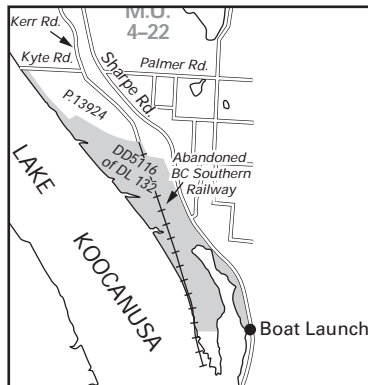 M.U.
4–22
Kerr Rd.
Kyte Rd.
Sharpe Rd.
Palmer Rd.
P.13924
DD5116
of DL 132
Abandoned
BC Southern
Railway
LAKE
KOOCANUSA
Boat Launch